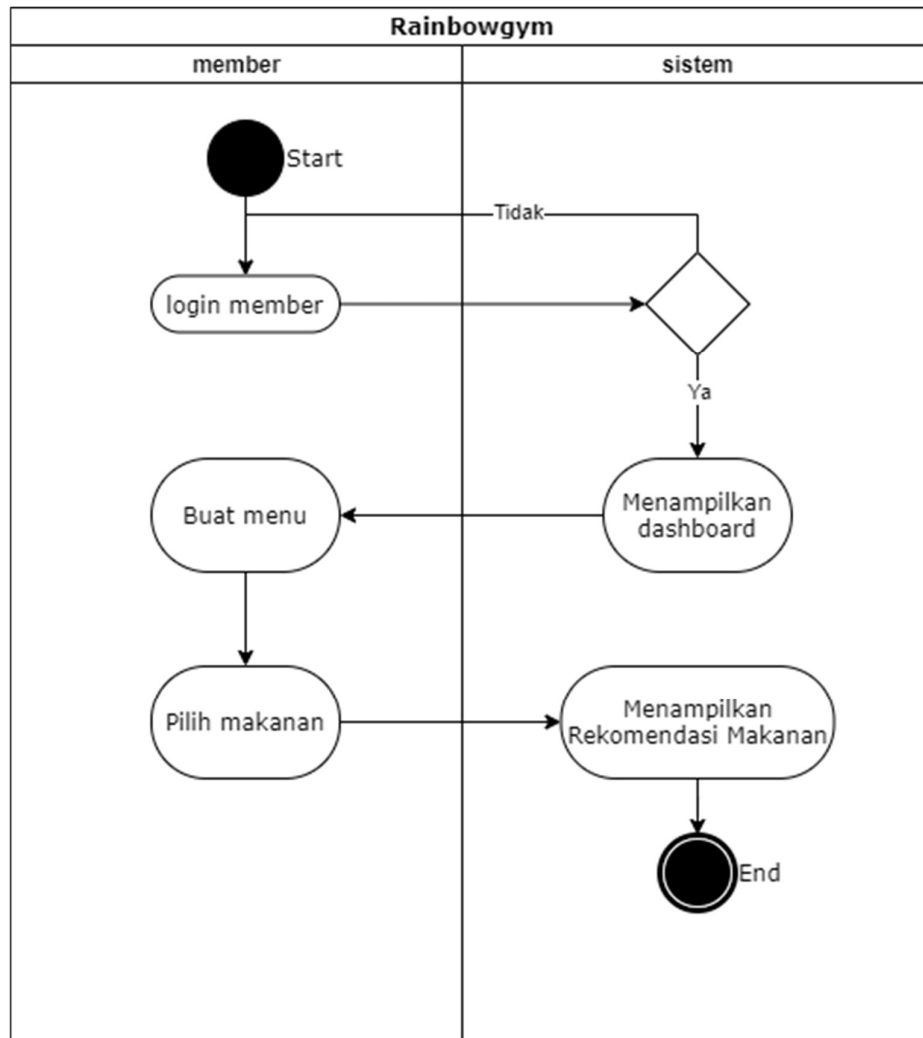 Rainbowgym
member
sistem
Start
Tidak
login member
Ya
Menampilkan
dashboard
Buat menu
Pilih makanan
Menampilkan
Rekomendasi Makanan
End